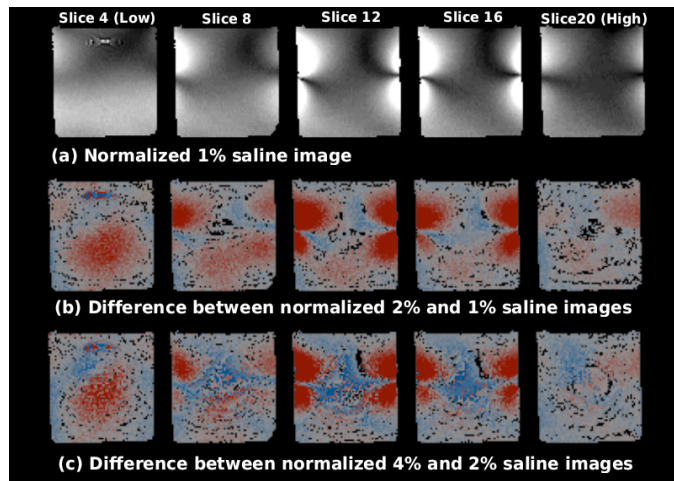 Slice 4 (Low) Slice 8 Slice 12 Slice 16 Slice20 (High)
(a) Normalized 1% saline image
(b) Difference between normalized 2% and 1% saline images
(c) Difference between normalized 4% and 2% saline images